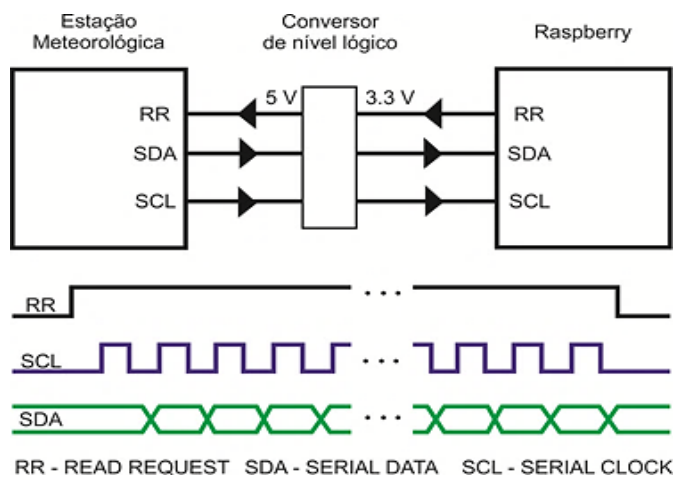 Estação
Meteorológica
Conversor
de nível lógico
Raspberry
5 V
3.3 V
RR
RR
SDA
SDA
SCL
SCL
RR
SCL
SDA
RR - READ REQUEST SDA - SERIAL DATA SCL - SERIAL CLOCK